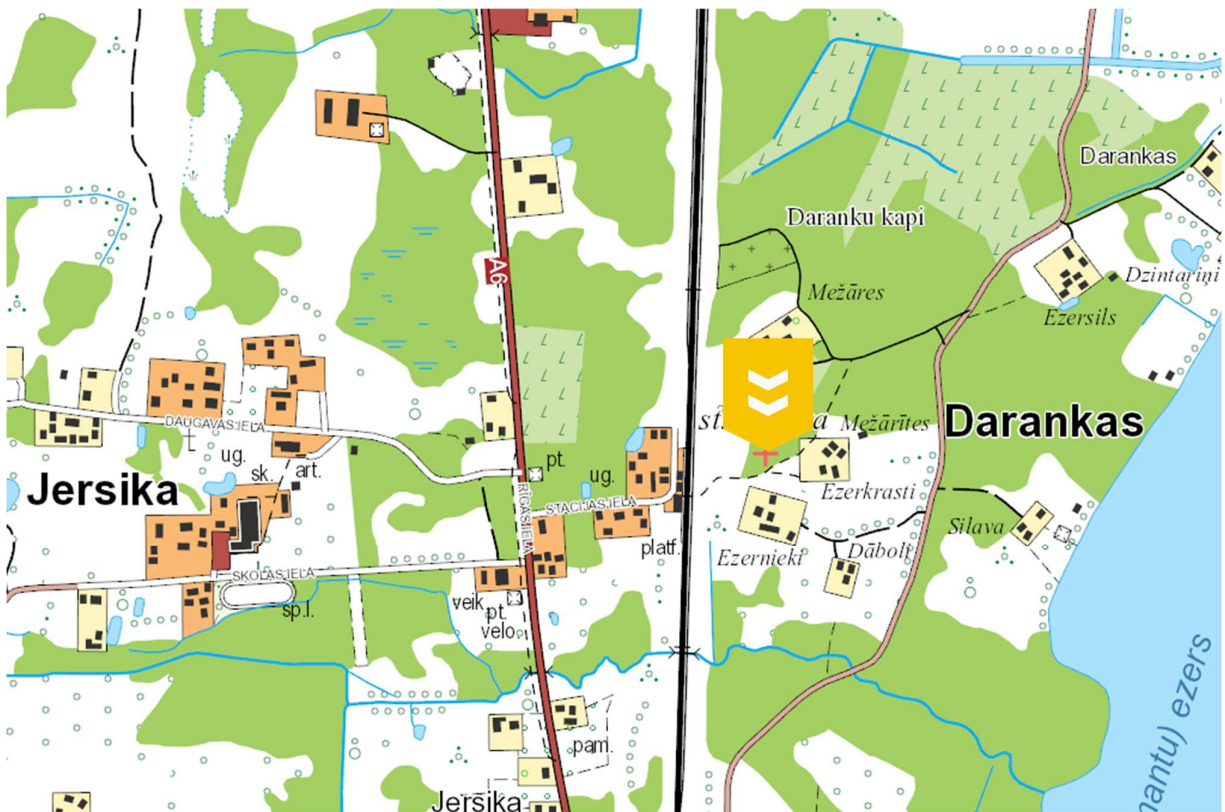 Darankas
Daranku kapi
A6
Dzintariņi
Mežāres
Ezersils
Mežārītes
Darankas
DAUGAVAS IELA
pt.
ug.
ug.
art.
sk.
Jersika
RĪGAS IELA
STACIJAS IELA
Ezerkrasti
Silava
platf.
Ezernieki
Dāboli
SKOLAS IELA
sp.l.
veik.
pt.
velo.
pam.
Jersika
ezers